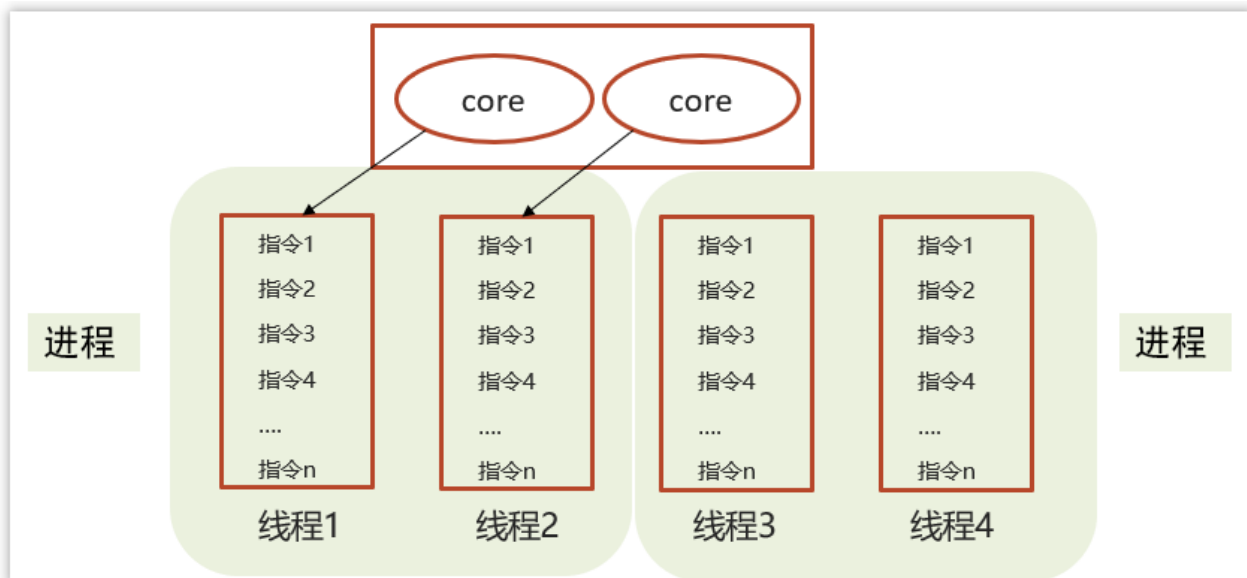 core
core
指令1
指令2
指令3
指令4
....
指令n
线程1
指令1
指令2
指令3
指令4
....
指令n
线程2
指令1
指令2
指令3
指令4
....
指令n
线程3
指令1
指令2
指令3
指令4
....
指令n
线程4
进程
进程